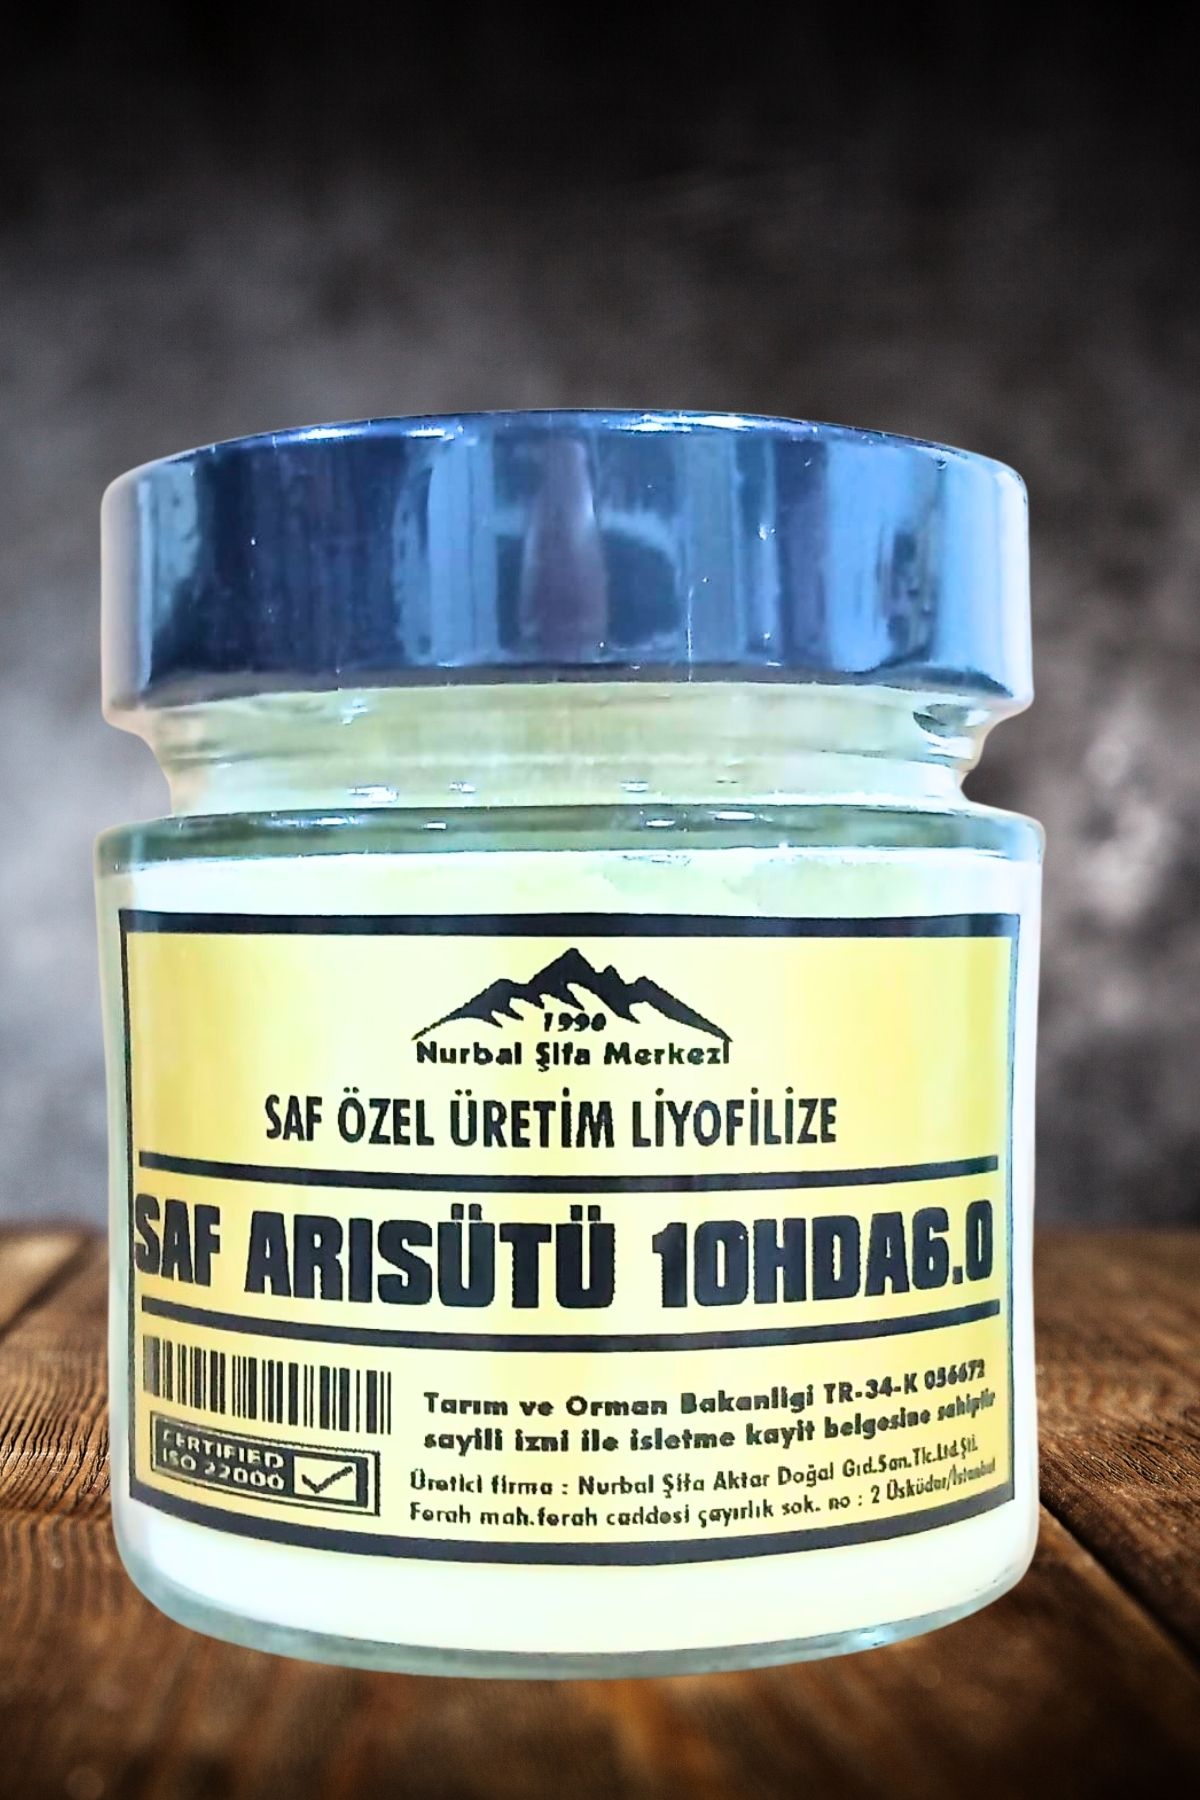 1990
Nurbal Şifa Merkezi
SAF ÖZEL ÜRETİM LİYOFİLİZE
SAF ARISÜTÜ 10HDA6.0
Tarım ve Orman Bakanligi TR-34-K 056672
sayili izni ile isletme kayit belgesine sahiptir
CERTIFIED
ISO 22000
Üretici firma : Nurbal Şifa Aktar Doğal Gıd.San.Tic.Ltd.Şti.
Ferah mah.ferah caddesi çayırlık sok. no : 2 Üsküdar/İstanbul